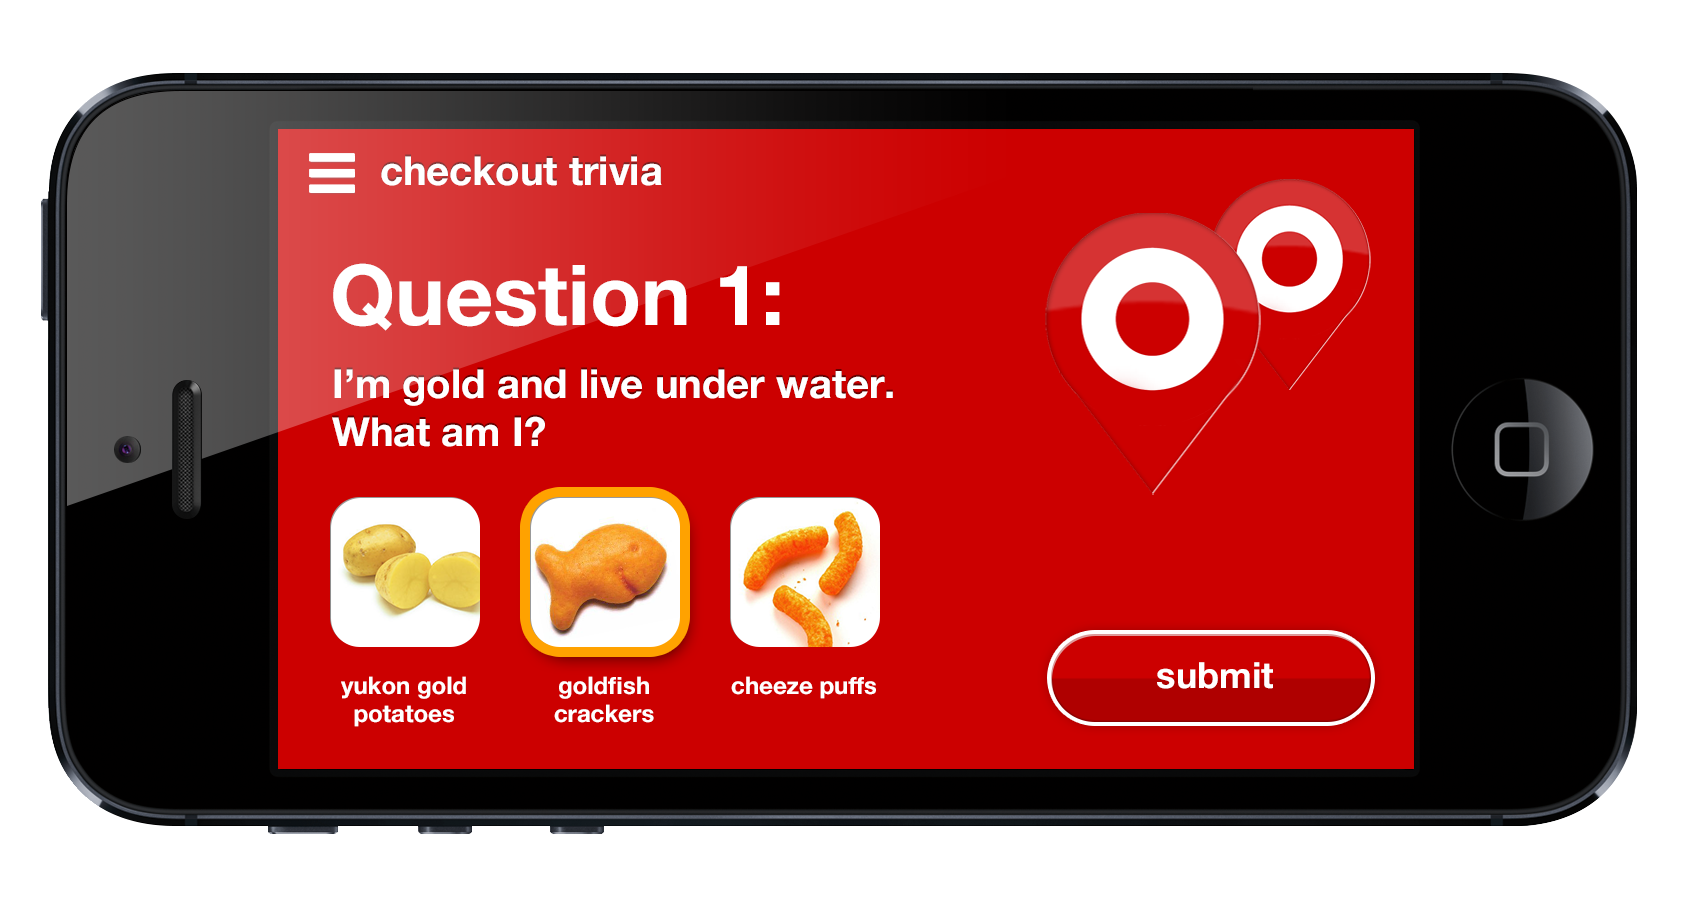 checkout trivia
Question 1:
I’m gold and live under water.
What am I?
yukon gold
potatoes
goldfish
crackers
cheeze puffs
submit